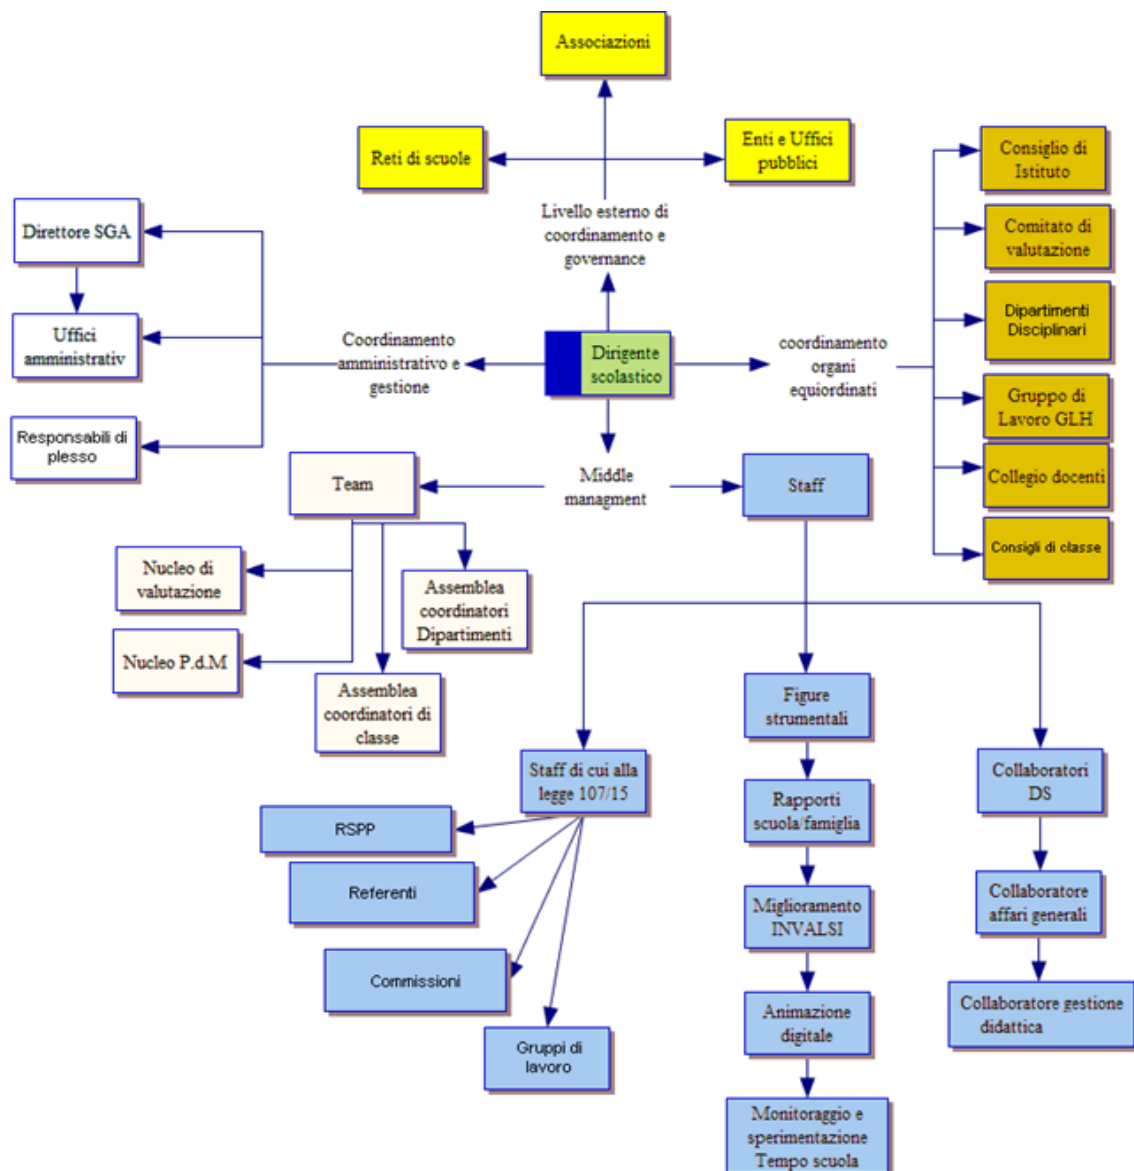 Associazioni
Reti di scuole
Enti e Uffici
pubblici
Consiglio di
Istituto
Livello esterno di
coordinamento e
governance
Direttore SGA
Comitato di
valutazione
Uffici
amministrativ
Coordinamento
amministrativo e
gestione
Dirigente
scolastico
coordinamento
organi
equiordinati
Dipartimenti
Disciplinari
Gruppo di
Lavoro GLH
Responsabili di
plesso
Team
Middle
managment
Staff
Collegio docenti
Consigli di classe
Nucleo di
valutazione
Assemblea
coordinatori
Dipartimenti
Nucleo P.d.M
Assemblea
coordinatori di
classe
Figure
strumentali
Staff di cui alla
legge 107/15
Collaboratori
DS
RSPP
Rapporti
scuola/famiglia
Referenti
Collaboratore
affari generali
Miglioramento
INVALSI
Commissioni
Animazione
digitale
Collaboratore gestione
didattica
Gruppi di
lavoro
Monitoraggio e
sperimentazione
Tempo scuola